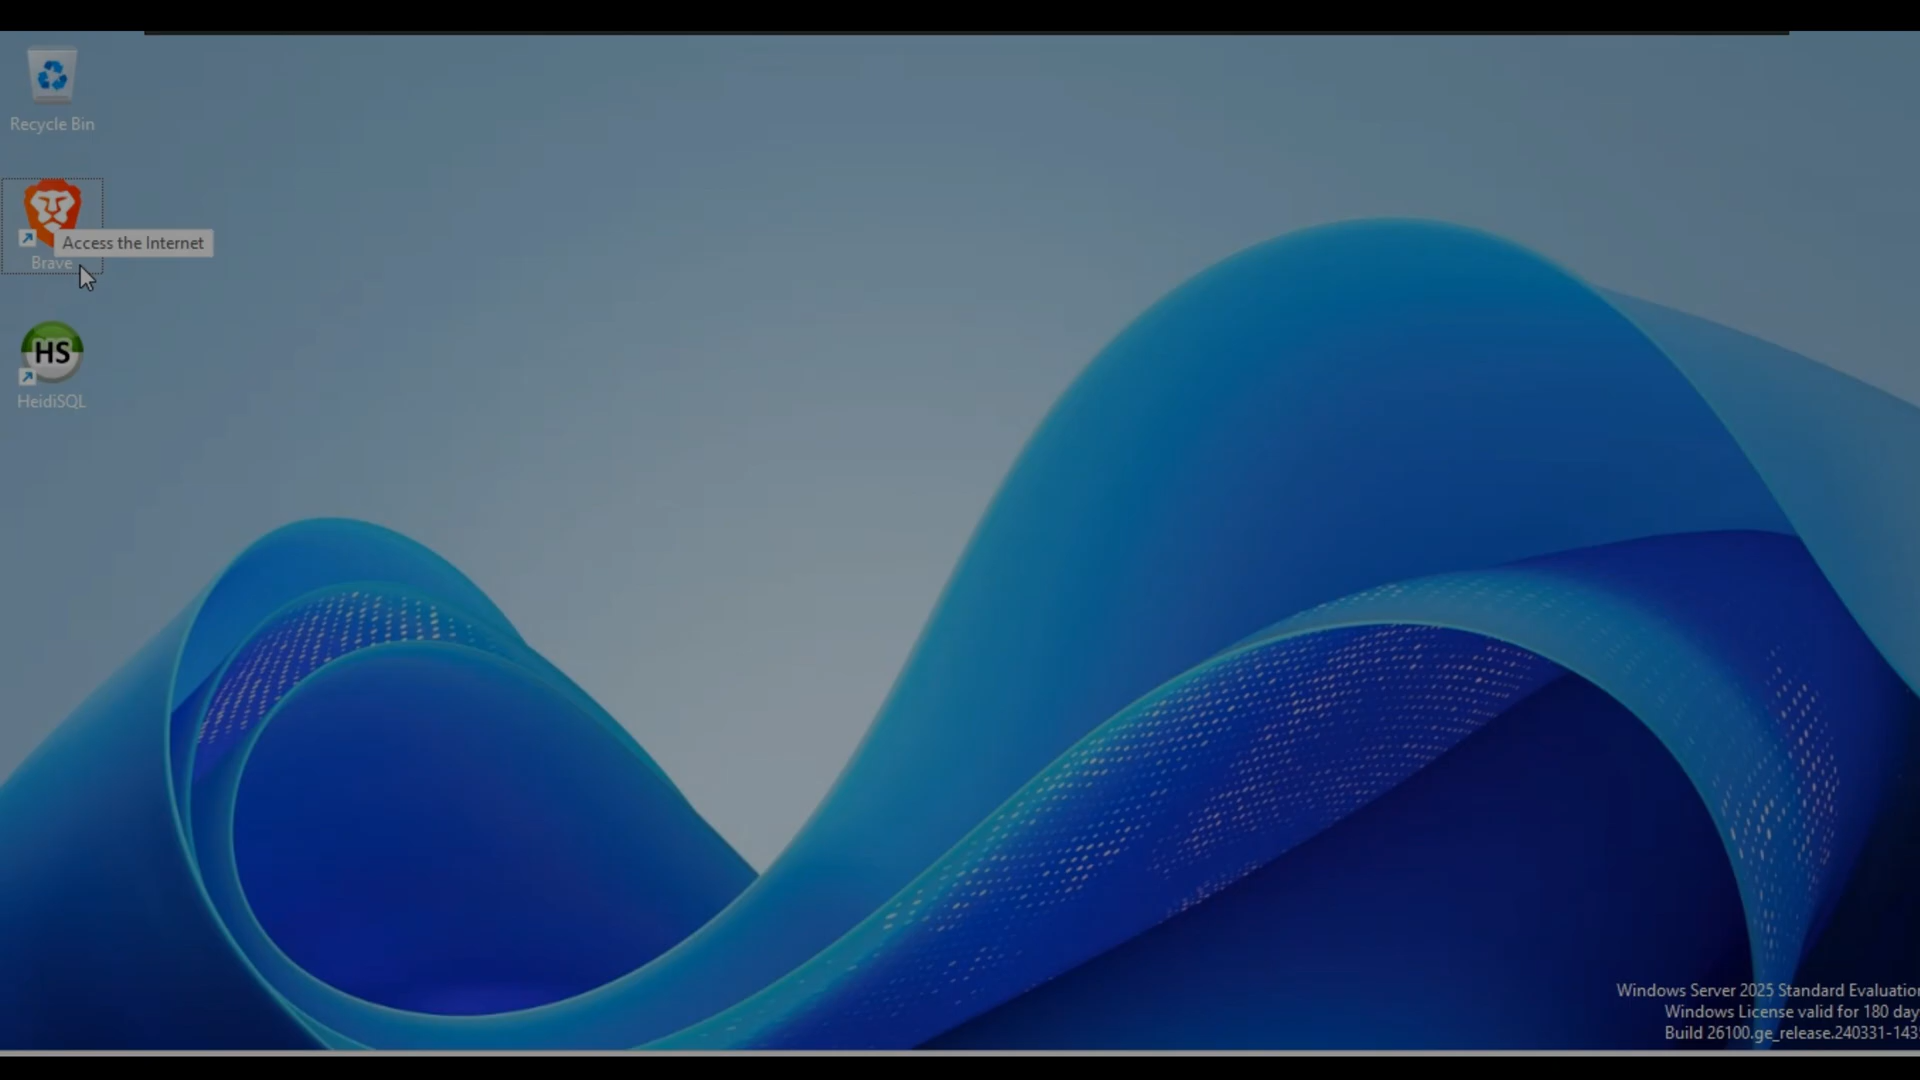 Recycle Bin
Access the Internet
Brave
HS
HeidiSQL
Windows Server 2025 Standard Evaluation
Windows License valid for 180 day
Build 26100.ge_release.240331-143